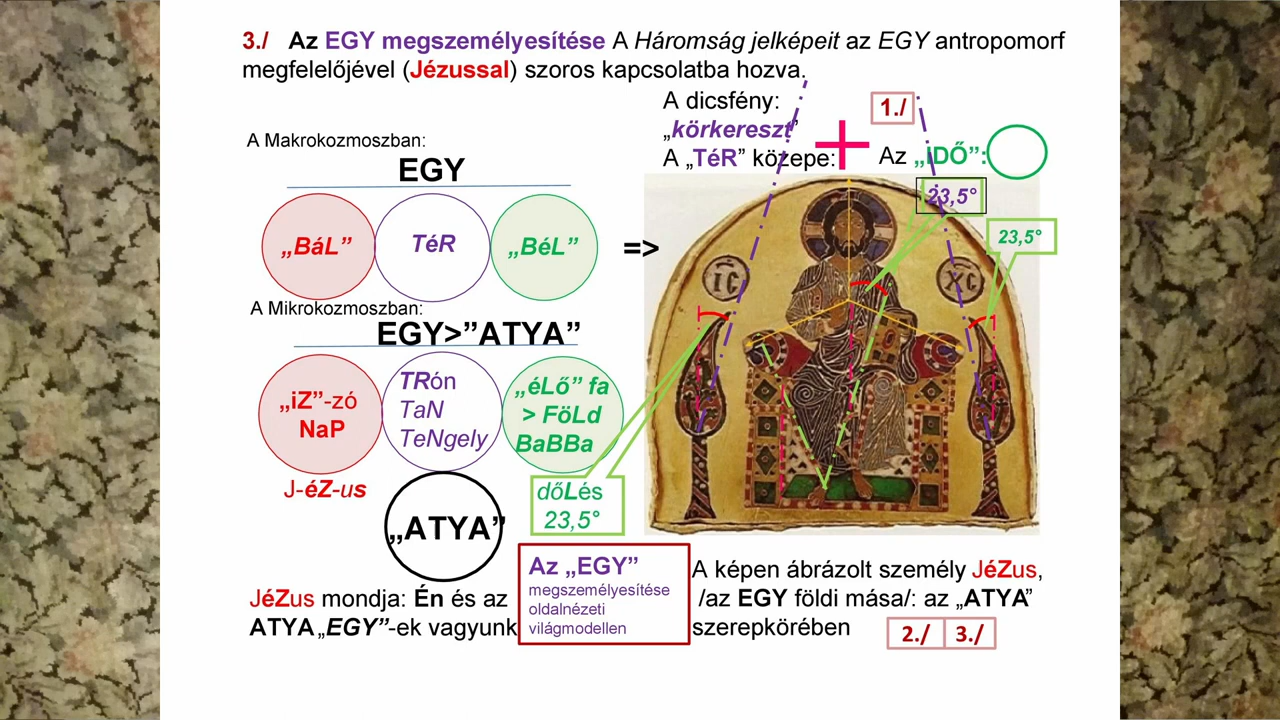 3./ Az EGY megszemélyesítése A Háromság jelképeit az EGY antropomorf
megfelelőjével (Jézussal) szoros kapcsolatba hozva.
A dicsfény:
„körkereszt”
A „TéR” közepe:
1./
Az „IDŐ”:
A Makrokozmoszban:
EGY
„BáL”
TéR
„BéL”
=>
23,5°
23,5°
IC
XC
A Mikrokozmoszban:
EGY>”ATYA”
„iZ”-zó
NaP
TRón
TaN
TeNgely
„éLő” fa
> FöLd
BaBBa
J-éZ-us
dőLés
23,5°
„ATYA”
JéZus mondja: Én és az
ATYA „EGY”-ek vagyunk
Az „EGY”
megszemélyesítése
oldalnézeti
világmodellen
A képen ábrázolt személy JéZus,
/az EGY földi mása/: az „ATYA”
szerepkörében
2./ 3./